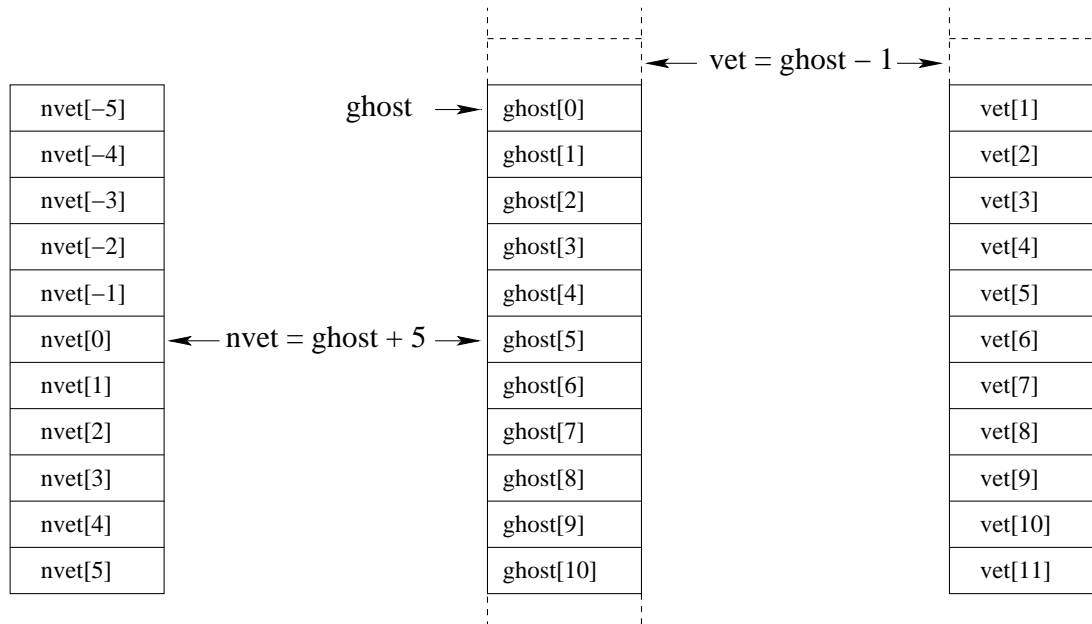 vet = ghost − 1
nvet[−5] ghost ghost[0] vet[1]
nvet[−4] ghost[1] vet[2]
nvet[−3] ghost[2] vet[3]
nvet[−2] ghost[3] vet[4]
nvet[−1] ghost[4] vet[5]
nvet[0] nvet = ghost + 5 ghost[5] vet[6]
nvet[1] ghost[6] vet[7]
nvet[2] ghost[7] vet[8]
nvet[3] ghost[8] vet[9]
nvet[4] ghost[9] vet[10]
nvet[5] ghost[10] vet[11]